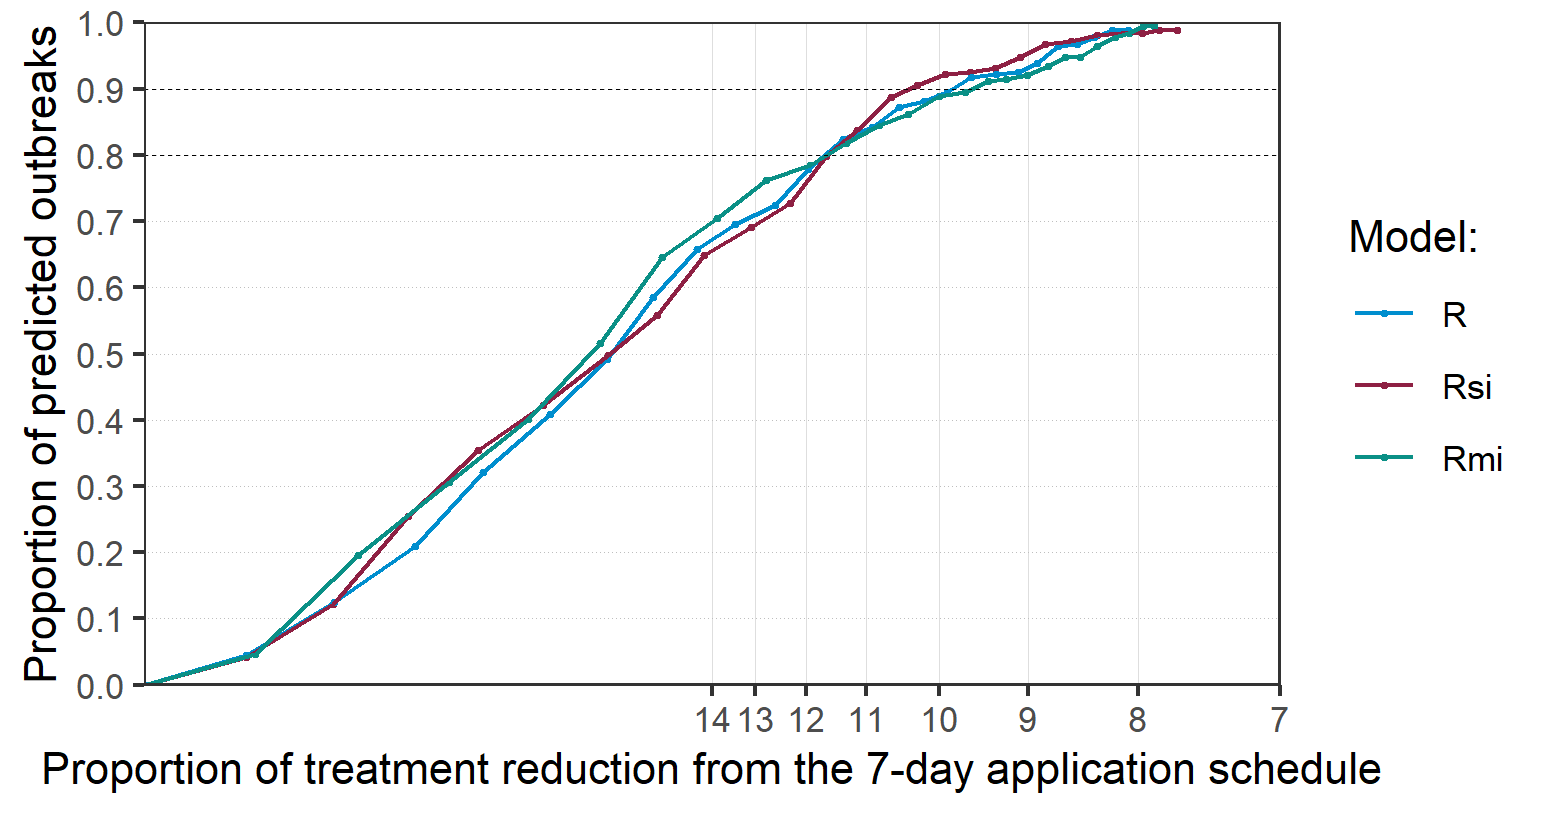 Proportion of predicted outbreaks
1.0
0.9
0.8
0.7
0.6
0.5
0.4
0.3
0.2
0.1
0.0
14 13 12 11 10 9 8 7
Proportion of treatment reduction from the 7-day application schedule
Model:
R
Rsi
Rmi